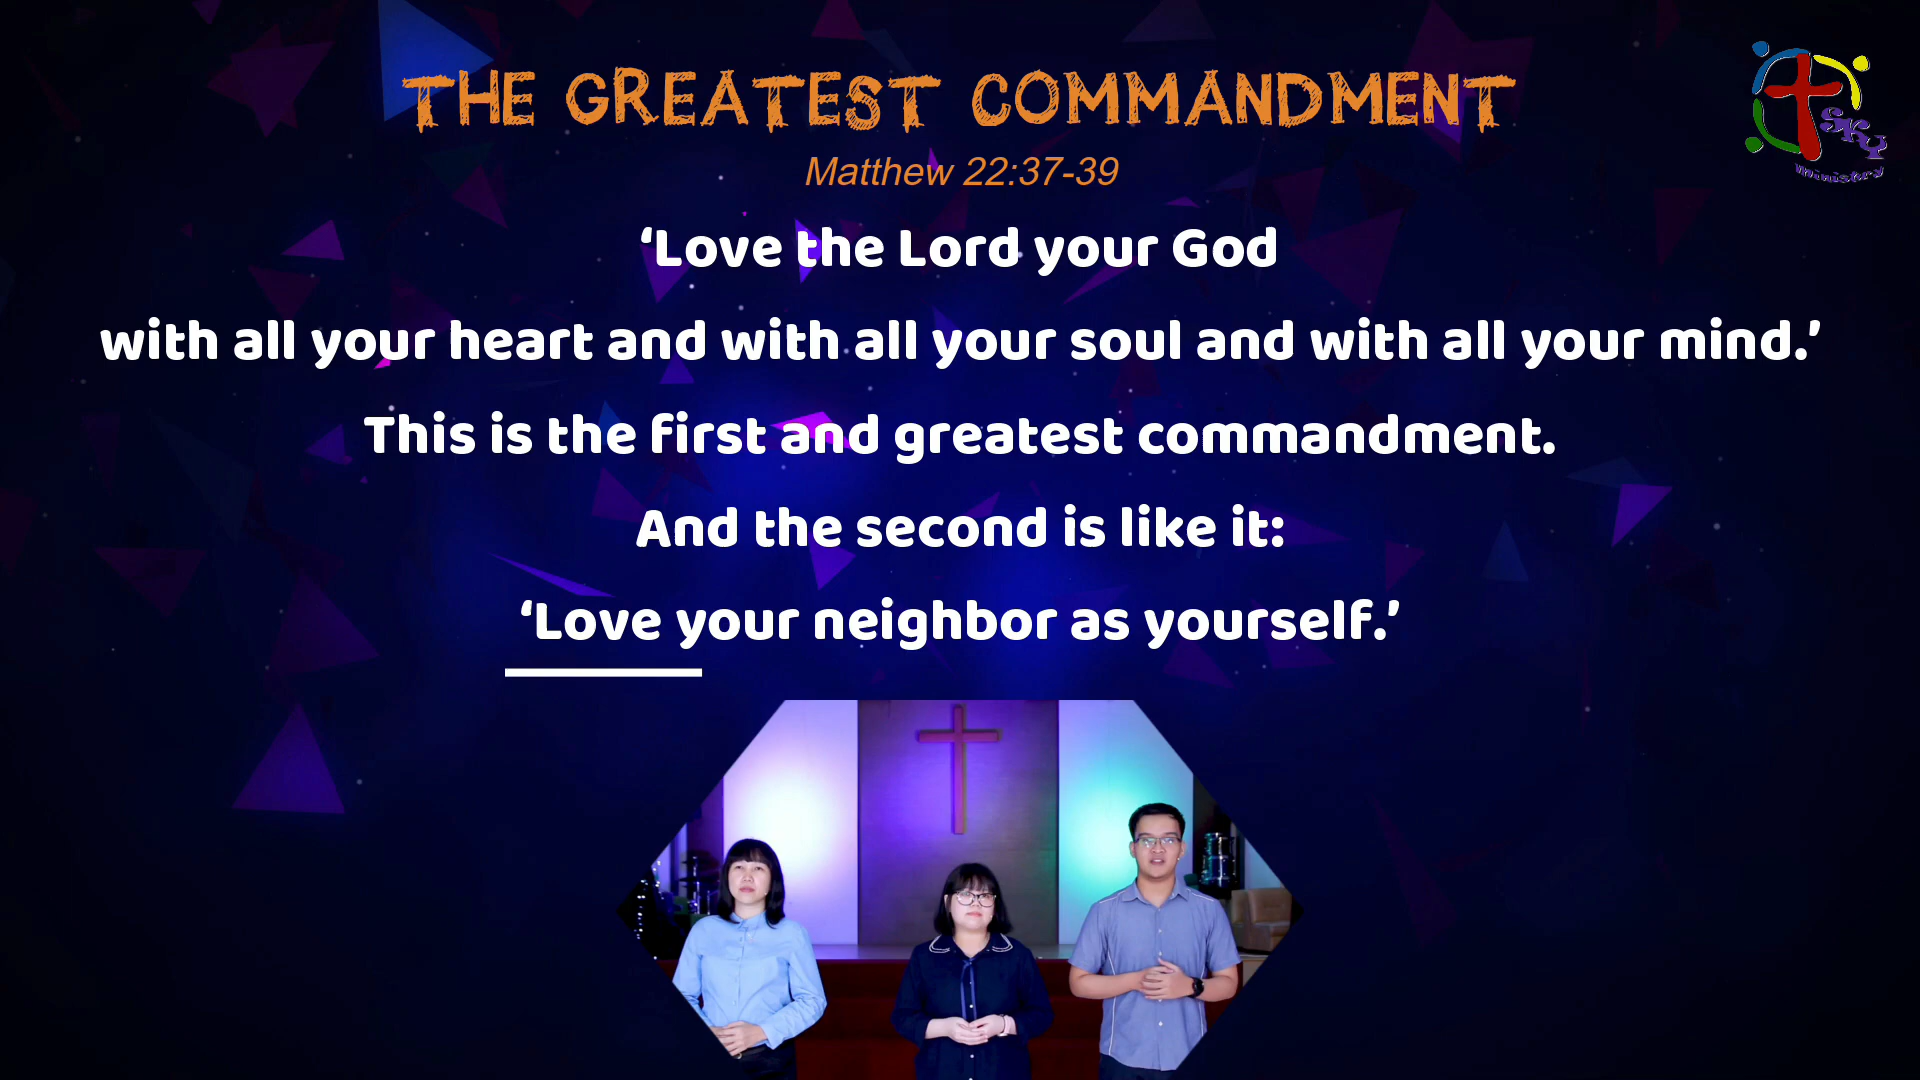 THE GREATEST COMMANDMENT
Matthew 22:37-39
‘Love the Lord your God
with all your heart and with all your soul and with all your mind.’
This is the first and greatest commandment.
And the second is like it:
‘Love your neighbor as yourself.’
SKY
Ministry